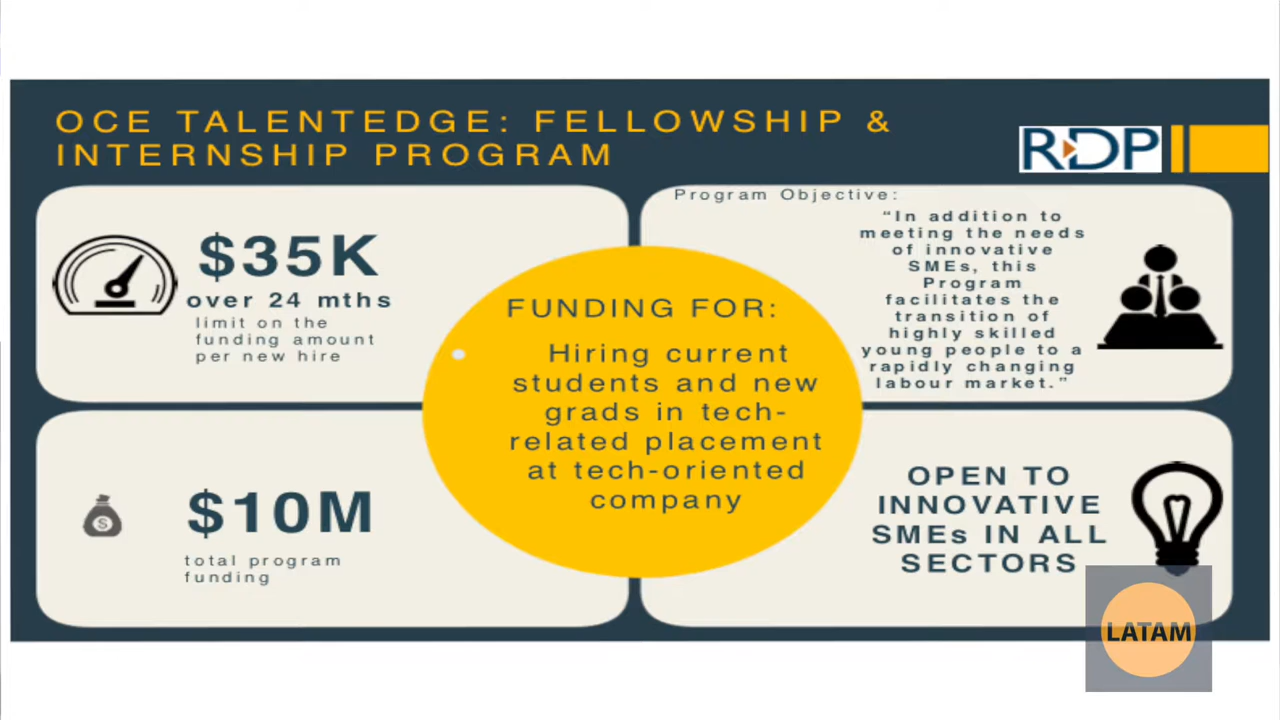 OCE TALENTEDGE: FELLOWSHIP &
INTERNSHIP PROGRAM
RDP
$35K
over 24 mths
limit on the
funding amount
per new hire
Program Objective:
“In addition to
meeting the needs
of innovative
SMEs, this
Program
facilitates the
transition of
highly skilled
young people to a
rapidly changing
labour market.”
FUNDING FOR:
Hiring current
students and new
grads in tech-
related placement
at tech-oriented
company
$
$10M
total program
funding
OPEN TO
INNOVATIVE
SMEs IN ALL
SECTORS
LATAM